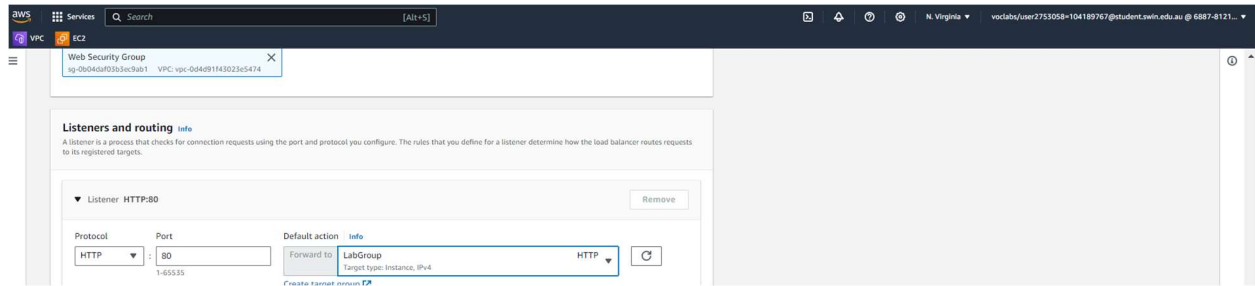 aws Services Search [Alt+S] N. Virginia voclabs/user2753058=104189767@student.swin.edu.au @ 6887-8121...
VPC EC2
Web Security Group
sg-0b04daf03b3ec9ab1 VPC: vpc-0d4d91f43023e5474
Listeners and routing Info
A listener is a process that checks for connection requests using the port and protocol you configure. The rules that you define for a listener determine how the load balancer routes requests
to its registered targets.
Listener HTTP:80 Remove
Protocol Port Default action Info
HTTP : 80 Forward to LabGroup HTTP
Target type: Instance, IPv4
1-65535
Create target group